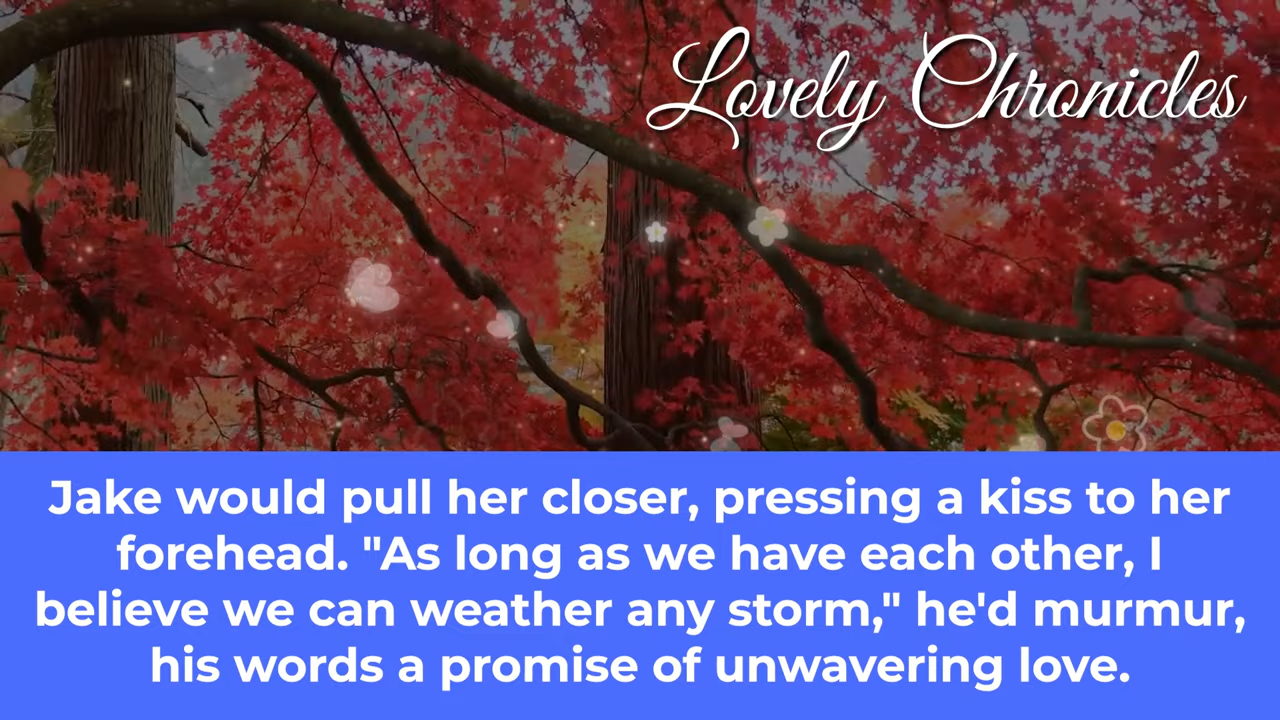 Lovely Chronicles
Jake would pull her closer, pressing a kiss to her
forehead. "As long as we have each other, I
believe we can weather any storm," he'd murmur,
his words a promise of unwavering love.